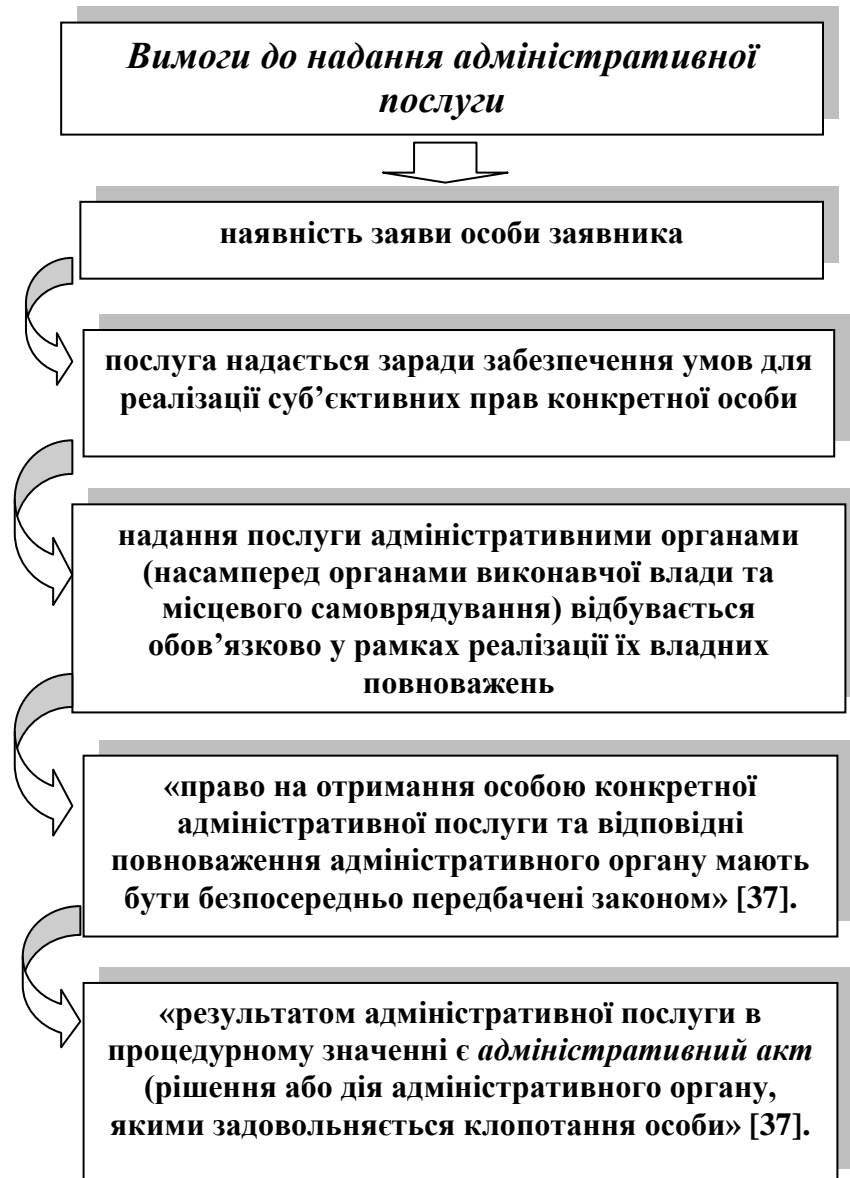 Вимоги до надання адміністративної
послуги
наявність заяви особи заявника
послуга надається заради забезпечення умов для
реалізації суб’єктивних прав конкретної особи
надання послуги адміністративними органами
(насамперед органами виконавчої влади та
місцевого самоврядування) відбувається
обов’язково у рамках реалізації їх владних
повноважень
«право на отримання особою конкретної
адміністративної послуги та відповідні
повноваження адміністративного органу мають
бути безпосередньо передбачені законом» [37].
«результатом адміністративної послуги в
процедурному значенні є адміністративний акт
(рішення або дія адміністративного органу,
якими задовольняється клопотання особи» [37].